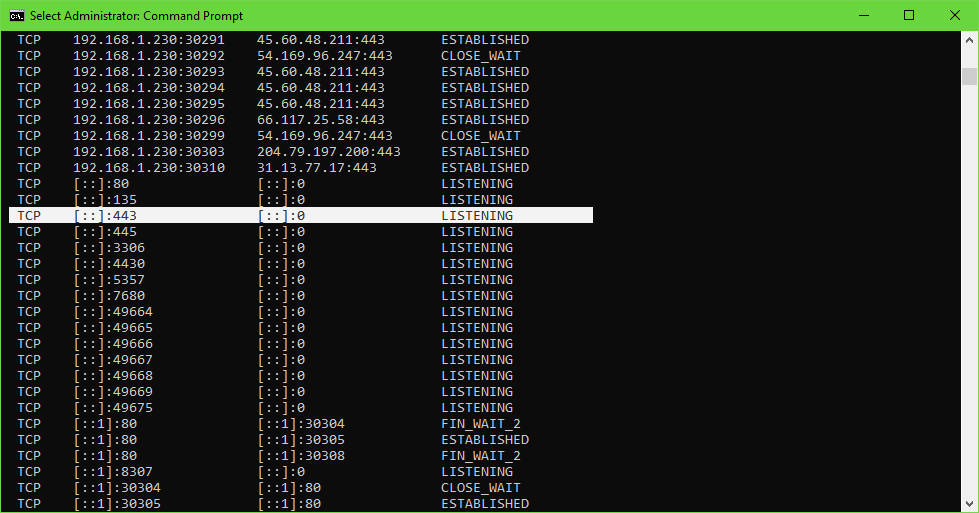 Select Administrator: Command Prompt
TCP 192.168.1.230:30291 45.60.48.211:443 ESTABLISHED
TCP 192.168.1.230:30292 54.169.96.247:443 CLOSE_WAIT
TCP 192.168.1.230:30293 45.60.48.211:443 ESTABLISHED
TCP 192.168.1.230:30294 45.60.48.211:443 ESTABLISHED
TCP 192.168.1.230:30295 45.60.48.211:443 ESTABLISHED
TCP 192.168.1.230:30296 66.117.25.58:443 ESTABLISHED
TCP 192.168.1.230:30299 54.169.96.247:443 CLOSE_WAIT
TCP 192.168.1.230:30303 204.79.197.200:443 ESTABLISHED
TCP 192.168.1.230:30310 31.13.77.17:443 ESTABLISHED
TCP [::]:80 [::]:0 LISTENING
TCP [::]:135 [::]:0 LISTENING
TCP [::]:443 [::]:0 LISTENING
TCP [::]:445 [::]:0 LISTENING
TCP [::]:3306 [::]:0 LISTENING
TCP [::]:4430 [::]:0 LISTENING
TCP [::]:5357 [::]:0 LISTENING
TCP [::]:7680 [::]:0 LISTENING
TCP [::]:49664 [::]:0 LISTENING
TCP [::]:49665 [::]:0 LISTENING
TCP [::]:49666 [::]:0 LISTENING
TCP [::]:49667 [::]:0 LISTENING
TCP [::]:49668 [::]:0 LISTENING
TCP [::]:49669 [::]:0 LISTENING
TCP [::]:49675 [::]:0 LISTENING
TCP [::1]:80 [::1]:30304 FIN_WAIT_2
TCP [::1]:80 [::1]:30305 ESTABLISHED
TCP [::1]:80 [::1]:30308 FIN_WAIT_2
TCP [::1]:8307 [::]:0 LISTENING
TCP [::1]:30304 [::1]:80 CLOSE_WAIT
TCP [::1]:30305 [::1]:80 ESTABLISHED